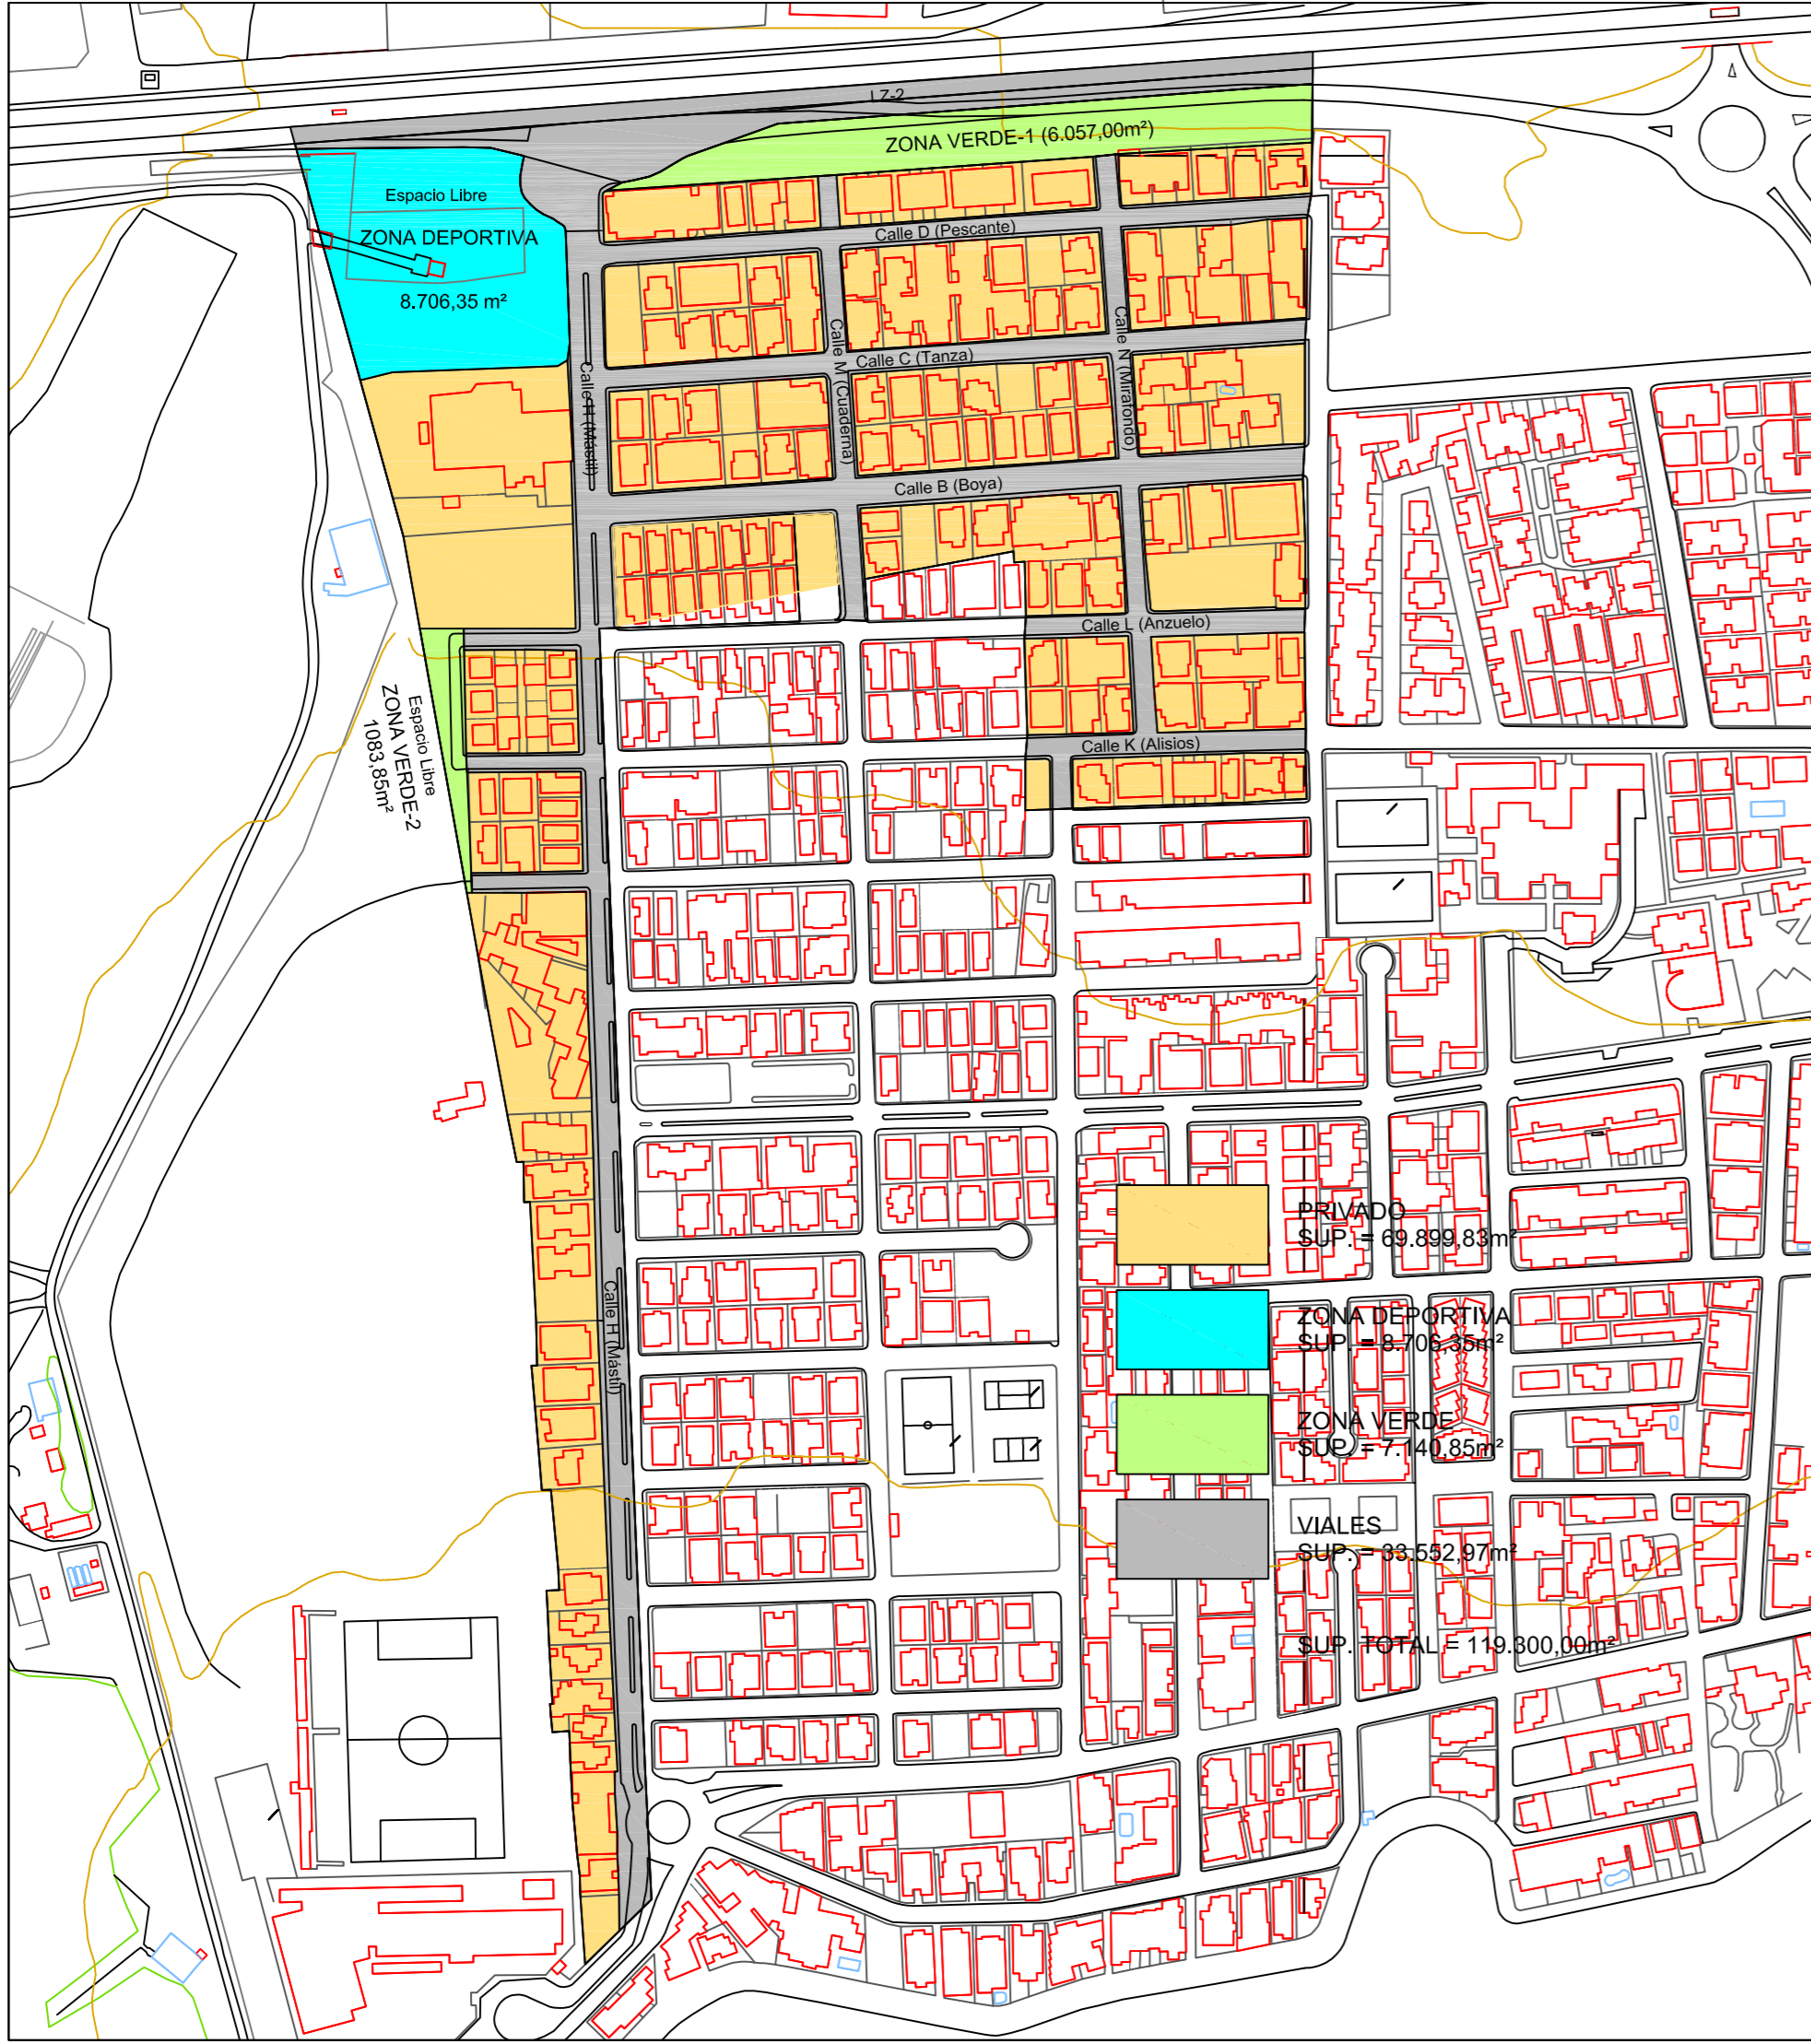 LZ-2
ZONA VERDE-1 (6.057,00m²)
Espacio Libre
ZONA DEPORTIVA
8.706,35 m²
Calle D (Pescante)
Calle H (Mástil)
Calle M (Cuaderna)
Calle N (Mirafondo)
Calle C (Tanza)
Calle B (Boya)
Calle L (Anzuelo)
Calle K (Alisios)
Espacio Libre
ZONA VERDE-2
1083,85m²
Calle H (Mástil)
PRIVADO
SUP. = 69.899,83m²
ZONA DEPORTIVA
SUP. = 8.706,35m²
ZONA VERDE
SUP. = 7.140,85m²
VIALES
SUP. = 33.552,97m²
SUP. TOTAL = 119.300,00m²